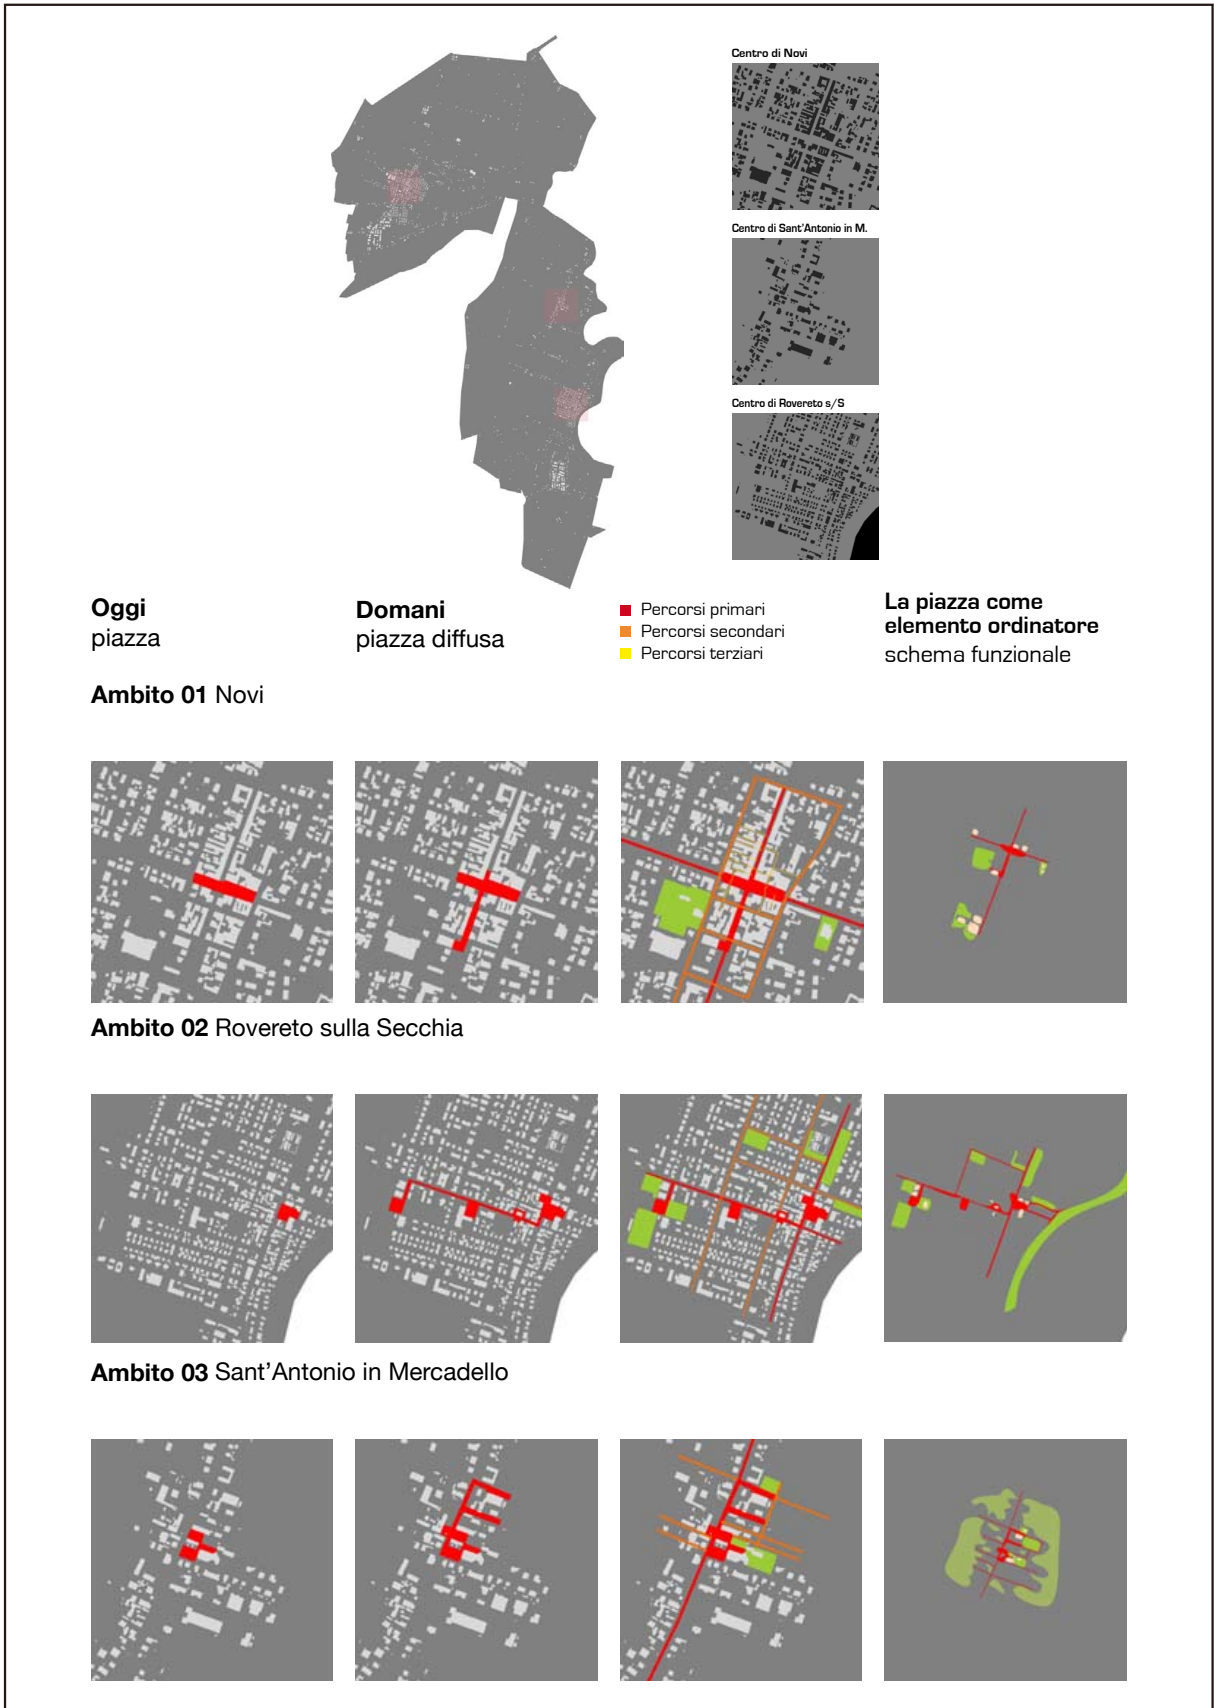 Centro di Novi
Centro di Sant'Antonio in M.
Centro di Rovereto s/S
Oggi
piazza
Domani
piazza diffusa
Percorsi primari
Percorsi secondari
Percorsi terziari
La piazza come
elemento ordinatore
schema funzionale
Ambito 01 Novi
Ambito 02 Rovereto sulla Secchia
Ambito 03 Sant'Antonio in Mercadello